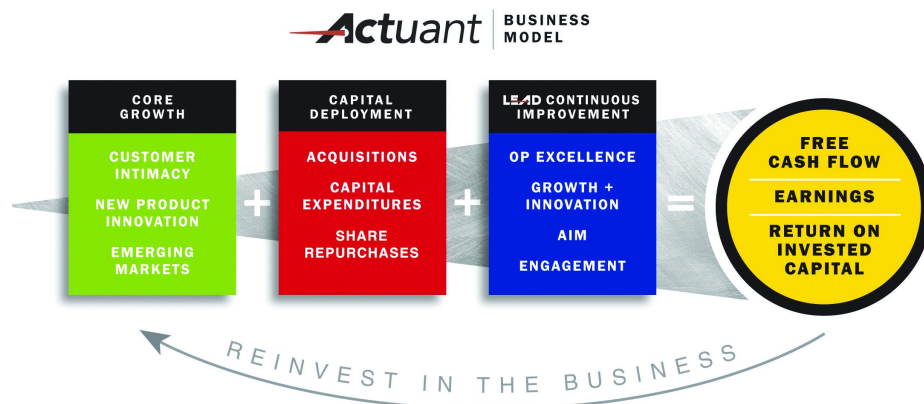 Actuant
BUSINESS
MODEL
CORE
GROWTH
CUSTOMER
INTIMACY
NEW PRODUCT
INNOVATION
EMERGING
MARKETS
+
CAPITAL
DEPLOYMENT
ACQUISITIONS
CAPITAL
EXPENDITURES
SHARE
REPURCHASES
+
LEAD CONTINUOUS
IMPROVEMENT
OP EXCELLENCE
GROWTH +
INNOVATION
AIM
ENGAGEMENT
=
FREE
CASH FLOW
EARNINGS
RETURN ON
INVESTED
CAPITAL
REINVEST IN THE BUSINESS